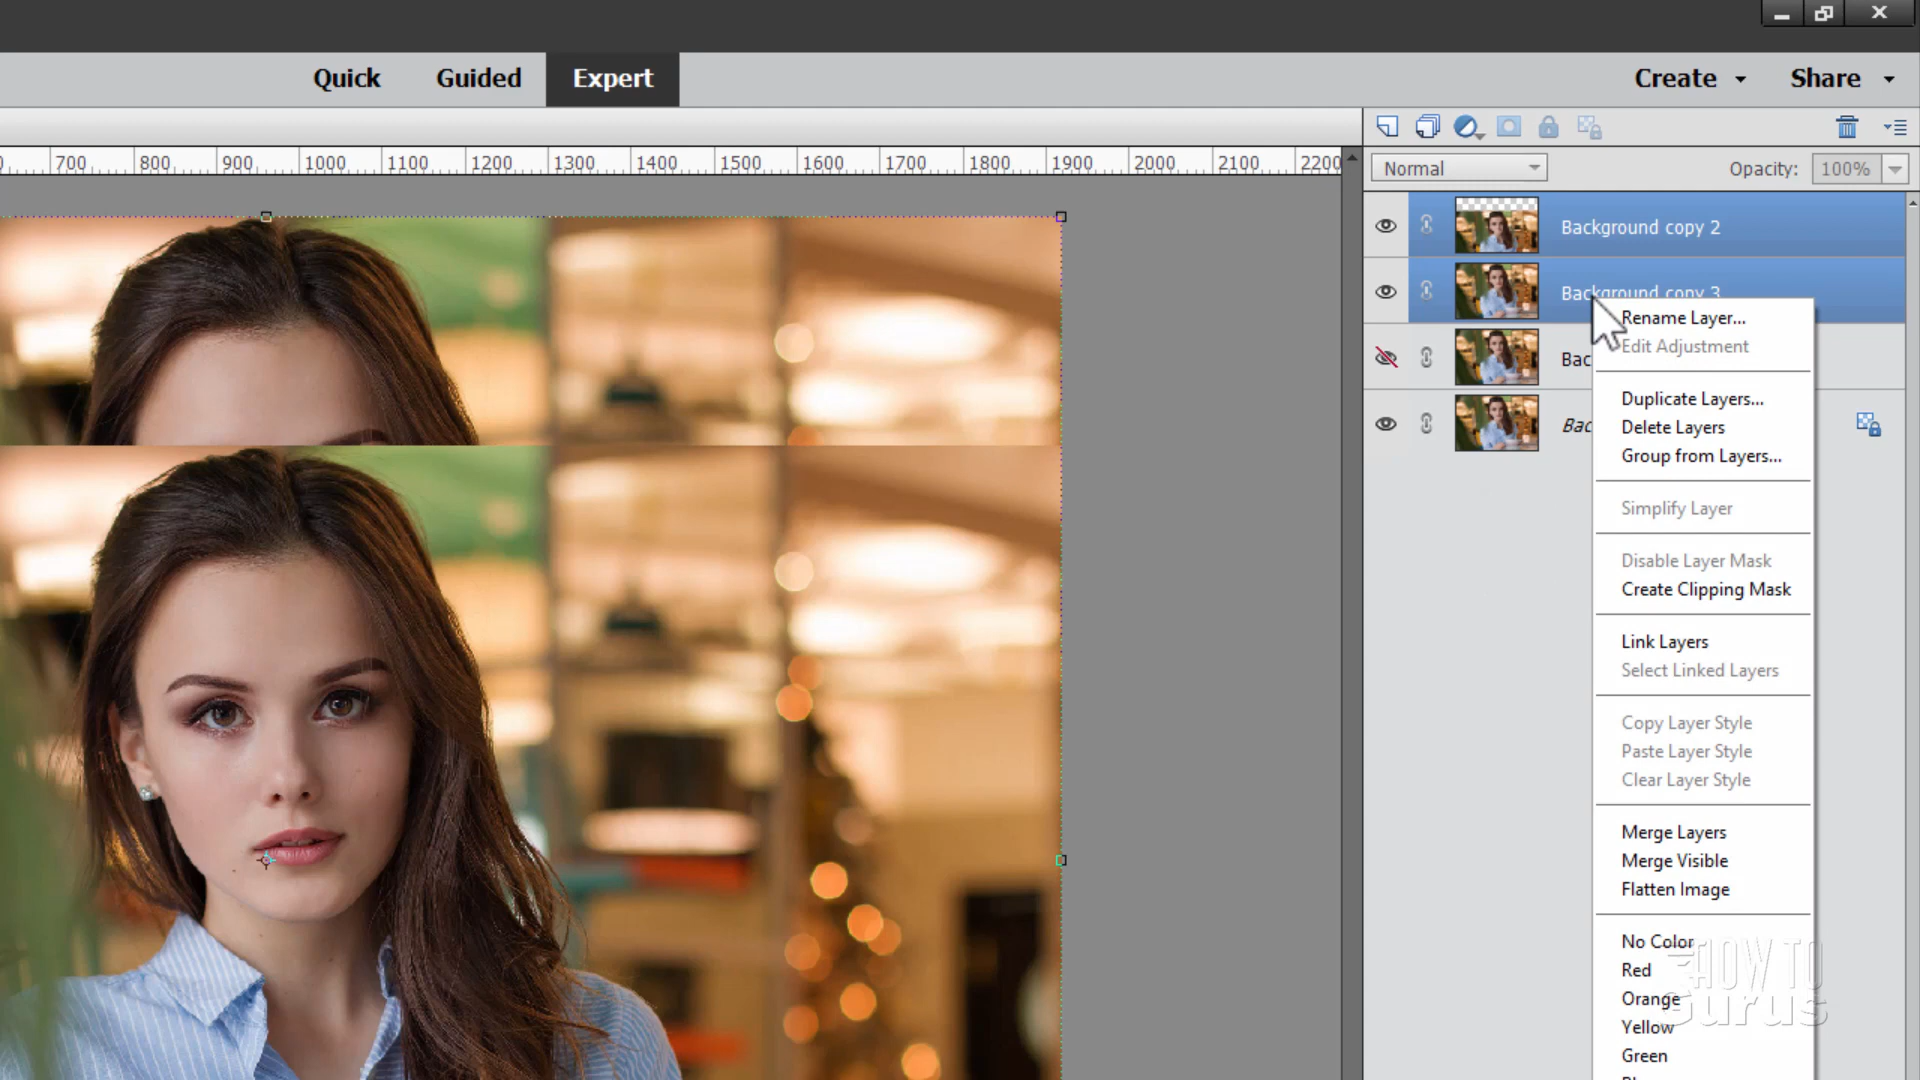 Quick Guided Expert Create Share
700 800 900 1000 1100 1200 1300 1400 1500 1600 1700 1800 1900 2000 2100 2200
Normal Opacity: 100%
Background copy 2
Background copy 3
Rename Layer...
Edit Adjustment
Bac
Duplicate Layers...
Delete Layers
Bac
Group from Layers...
Simplify Layer
Disable Layer Mask
Create Clipping Mask
Link Layers
Select Linked Layers
Copy Layer Style
Paste Layer Style
Clear Layer Style
Merge Layers
Merge Visible
Flatten Image
No Color
Red
Orange
Yellow
Green
HOW TO
Gurus